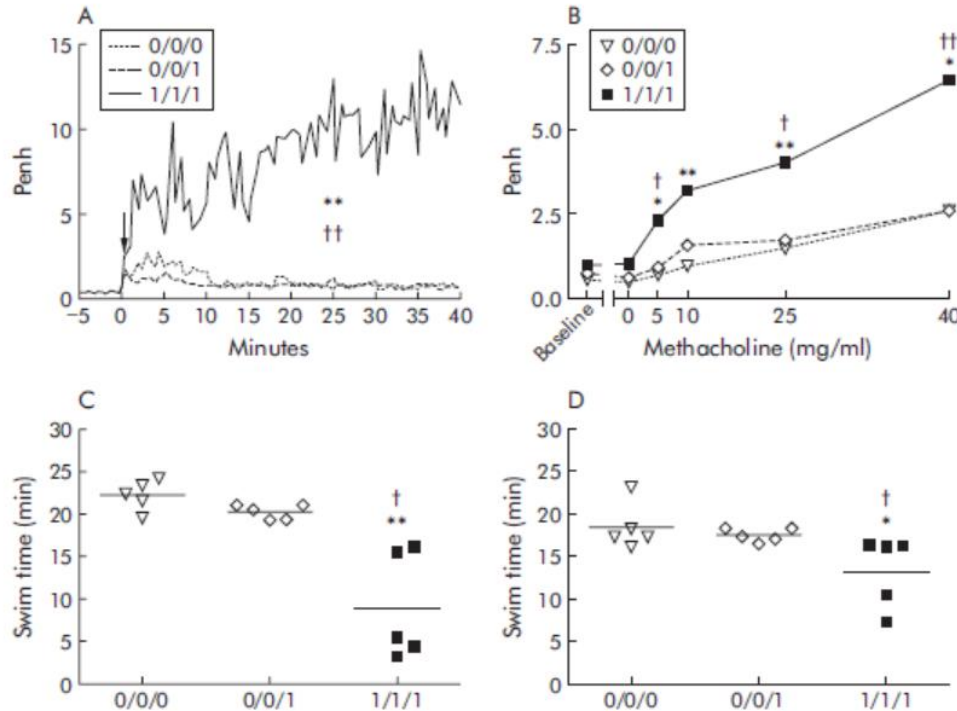 A
15
10
5
0
Penh
0/0/0
0/0/1
1/1/1
**
††
−5 0 5 10 15 20 25 30 35 40
Minutes
B
7.5
5.0
2.5
0.0
Penh
0/0/0
0/0/1
1/1/1
†
*
**
†
**
††
*
Baseline 0 5 10 25 40
Methacholine (mg/ml)
C
30
25
20
15
10
5
0
Swim time (min)
†
**
0/0/0 0/0/1 1/1/1
D
30
25
20
15
10
5
0
Swim time (min)
†
*
0/0/0 0/0/1 1/1/1